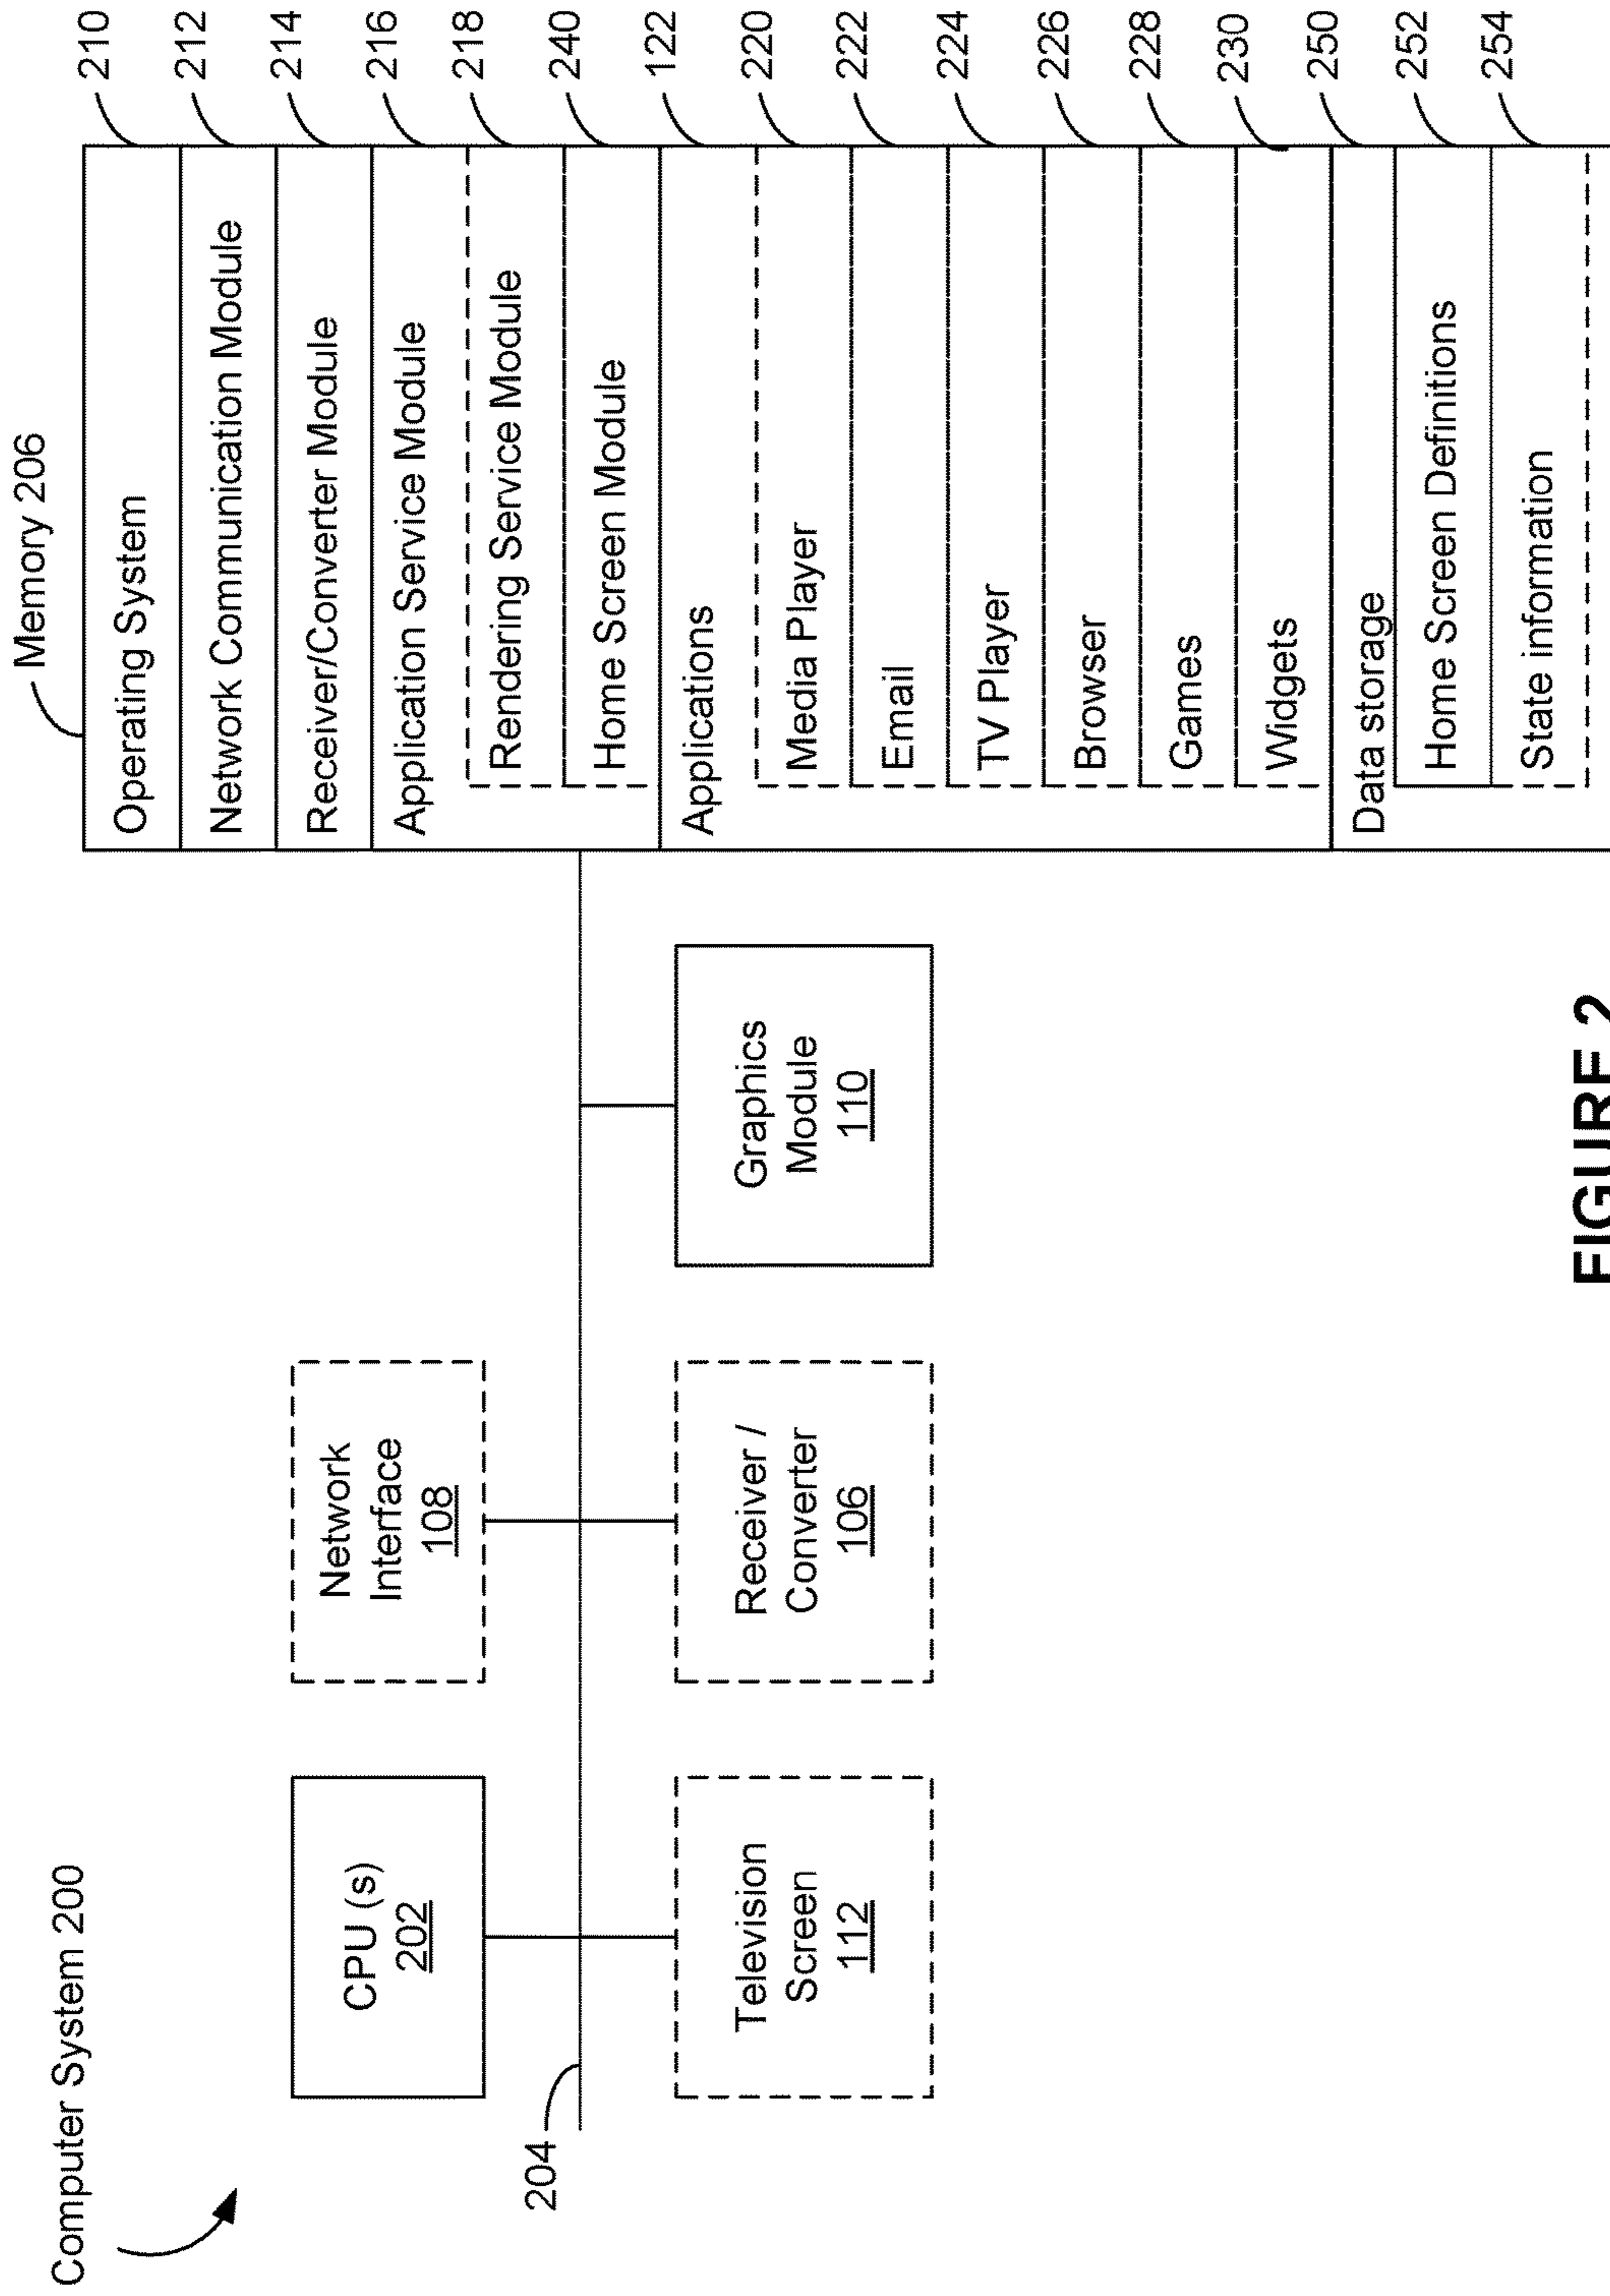 Computer System 200
CPU (s)
202
Network
Interface
108
204
Television
Screen
112
Receiver /
Converter
106
Graphics
Module
110
Memory 206
Operating System
210
Network Communication Module
212
Receiver/Converter Module
214
Application Service Module
216
Rendering Service Module
218
Home Screen Module
240
Applications
122
Media Player
220
Email
222
TV Player
224
Browser
226
Games
228
Widgets
230
Data storage
250
Home Screen Definitions
252
State information
254
FIGURE 2